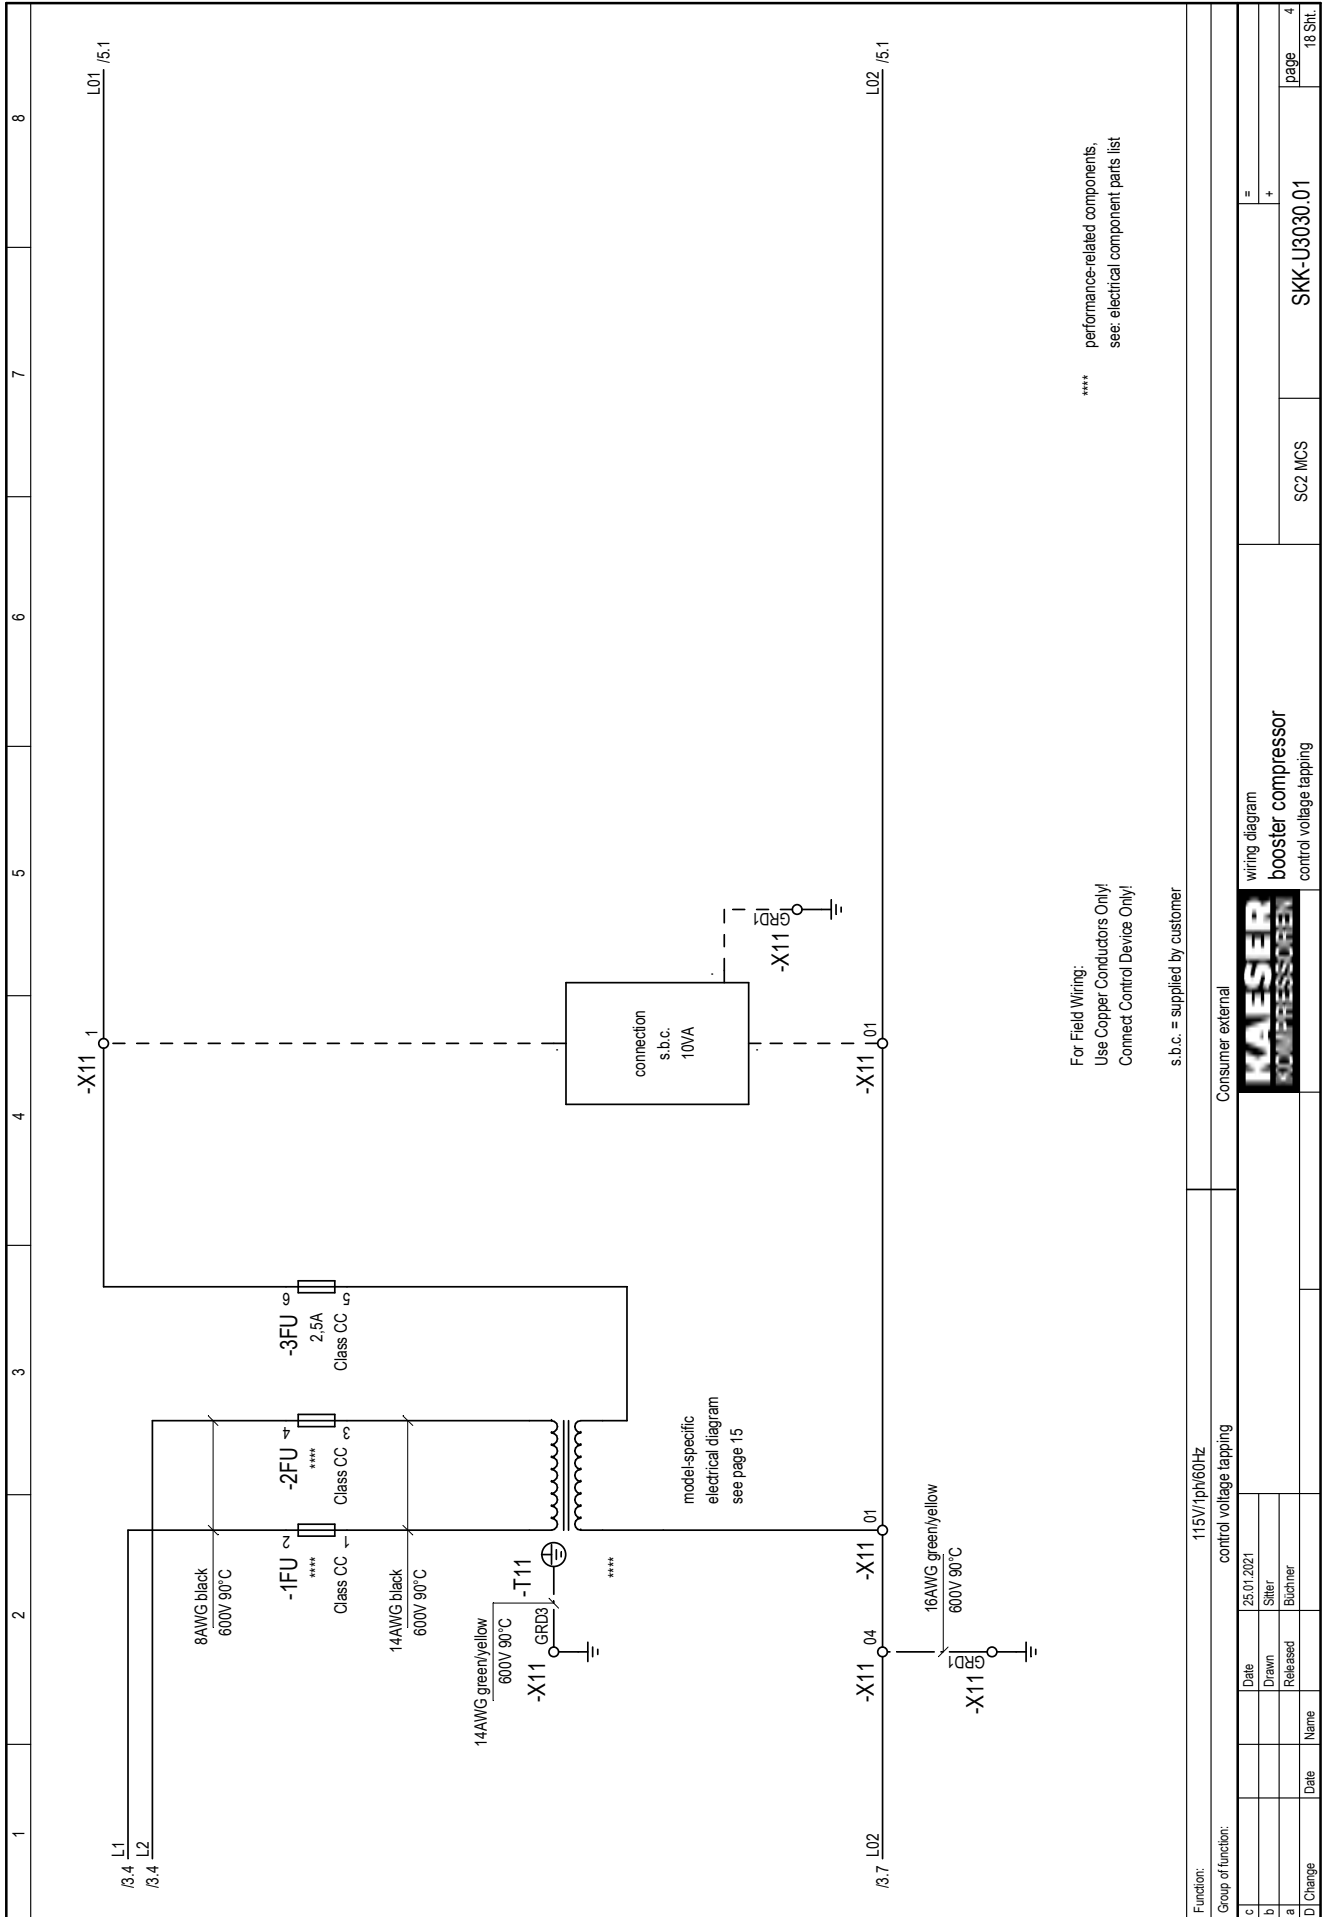 1 2 3 4 5 6 7 8
L1
/3.4
L2
/3.4
L01 /5.1
8AWG black
600V 90°C
-1FU
****
Class CC
2
1
-2FU
****
Class CC
4
3
-3FU
2,5A
Class CC
6
5
14AWG black
600V 90°C
14AWG green/yellow
600V 90°C
-T11
GRD3
-X11
****
model-specific
electrical diagram
see page 15
-X11 1
connection
s.b.c.
10VA
GRD1
-X11
/3.7 L02
-X11 04
-X11 01
-X11 01
L02 /5.1
16AWG green/yellow
600V 90°C
GRD1
-X11
For Field Wiring:
Use Copper Conductors Only!
Connect Control Device Only!
s.b.c. = supplied by customer
**** performance-related components,
see: electrical component parts list
Function: 115V/1ph/60Hz
Group of function: control voltage tapping Consumer external
c
b
a
D Change Date Name
Date 25.01.2021
Drawn Sitter
Released Büchner
KAESER
KOMPRESSOREN
wiring diagram
booster compressor
control voltage tapping
SC2 MCS
=
+
SKK-U3030.01
page 4
18 Sht.